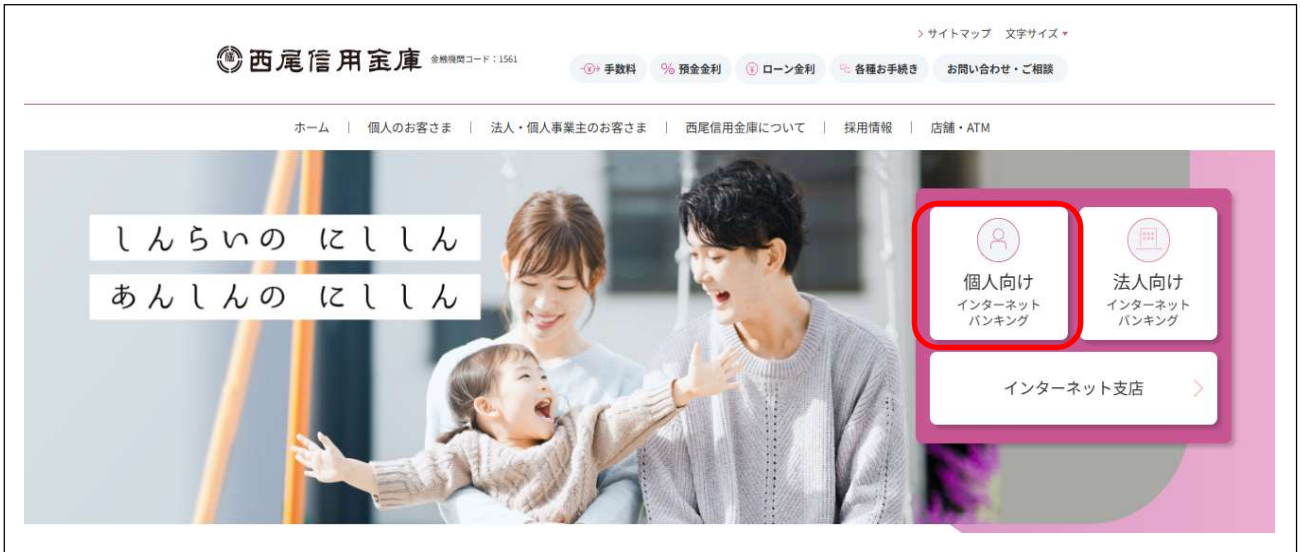 サイトマップ 文字サイズ
西尾信用金庫 金融機関コード:1561
手数料 預金金利 ローン金利 各種お手続き お問い合わせ・ご相談
ホーム | 個人のお客さま | 法人・個人事業主のお客さま | 西尾信用金庫について | 採用情報 | 店舗・ATM
しんらいの にししん
あんしんの にししん
個人向け
インターネット
バンキング
法人向け
インターネット
バンキング
インターネット支店